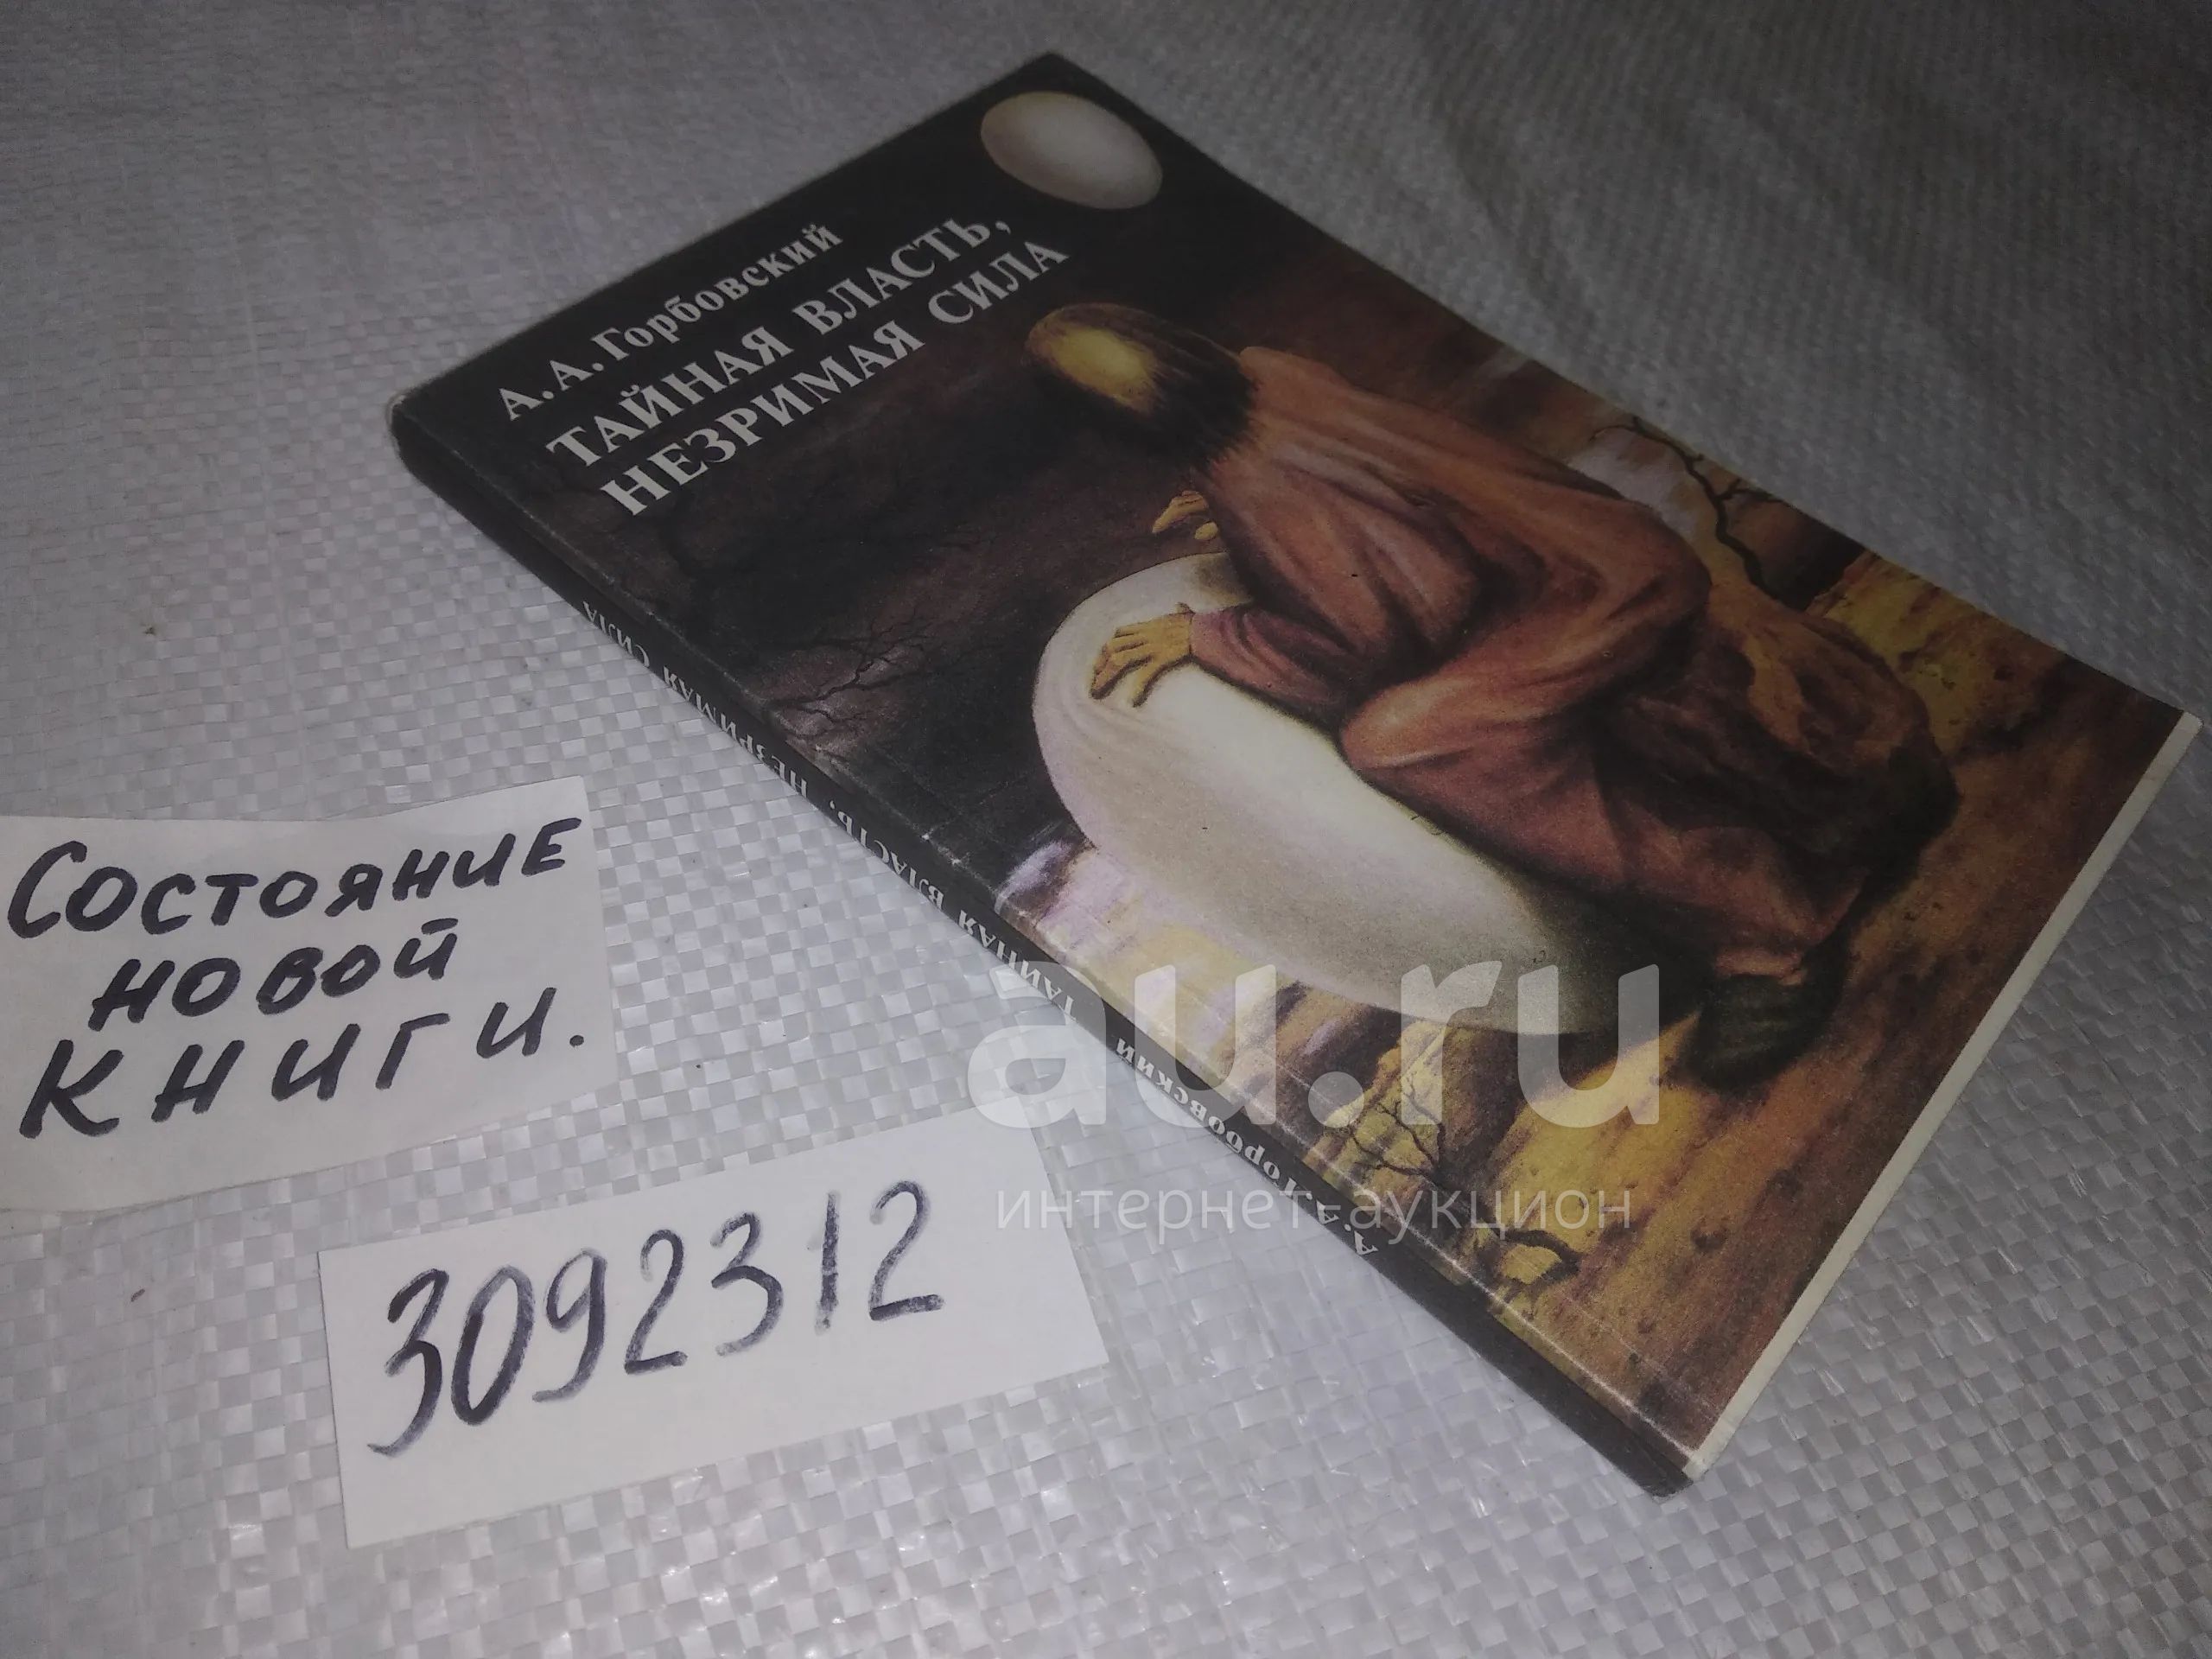 А. А. Горбовский
ТАЙНАЯ ВЛАСТЬ,
НЕЗРИМАЯ СИЛА
А. А. Горбовский ТАЙНАЯ ВЛАСТЬ, НЕЗРИМАЯ СИЛА
Состояние
новой
книги.
3092312
au.ru
интернет-аукцион